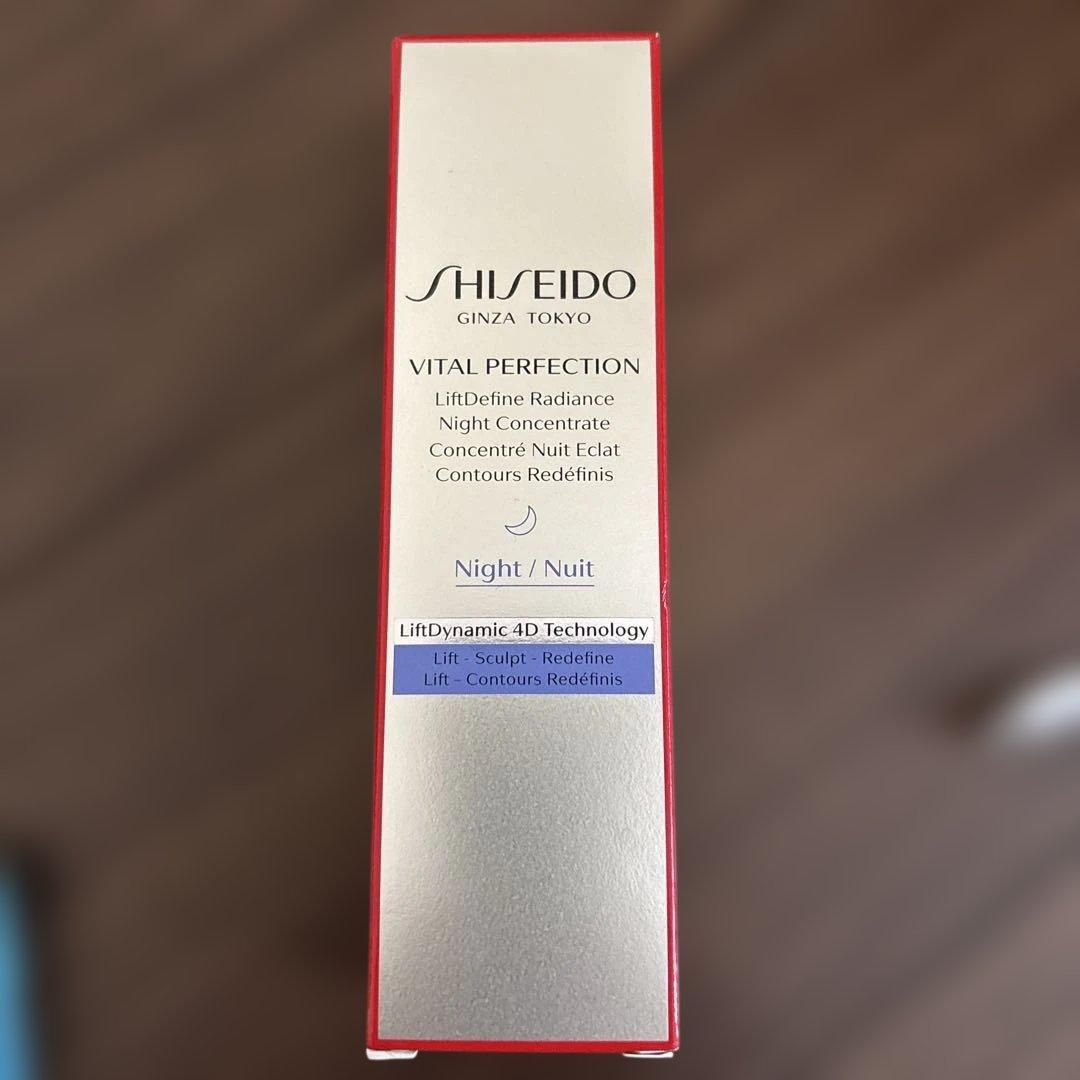 SHISEIDO
GINZA TOKYO
VITAL PERFECTION
LiftDefine Radiance
Night Concentrate
Concentré Nuit Eclat
Contours Redéfinis
Night / Nuit
LiftDynamic 4D Technology
Lift - Sculpt - Redefine
Lift – Contours Redéfinis